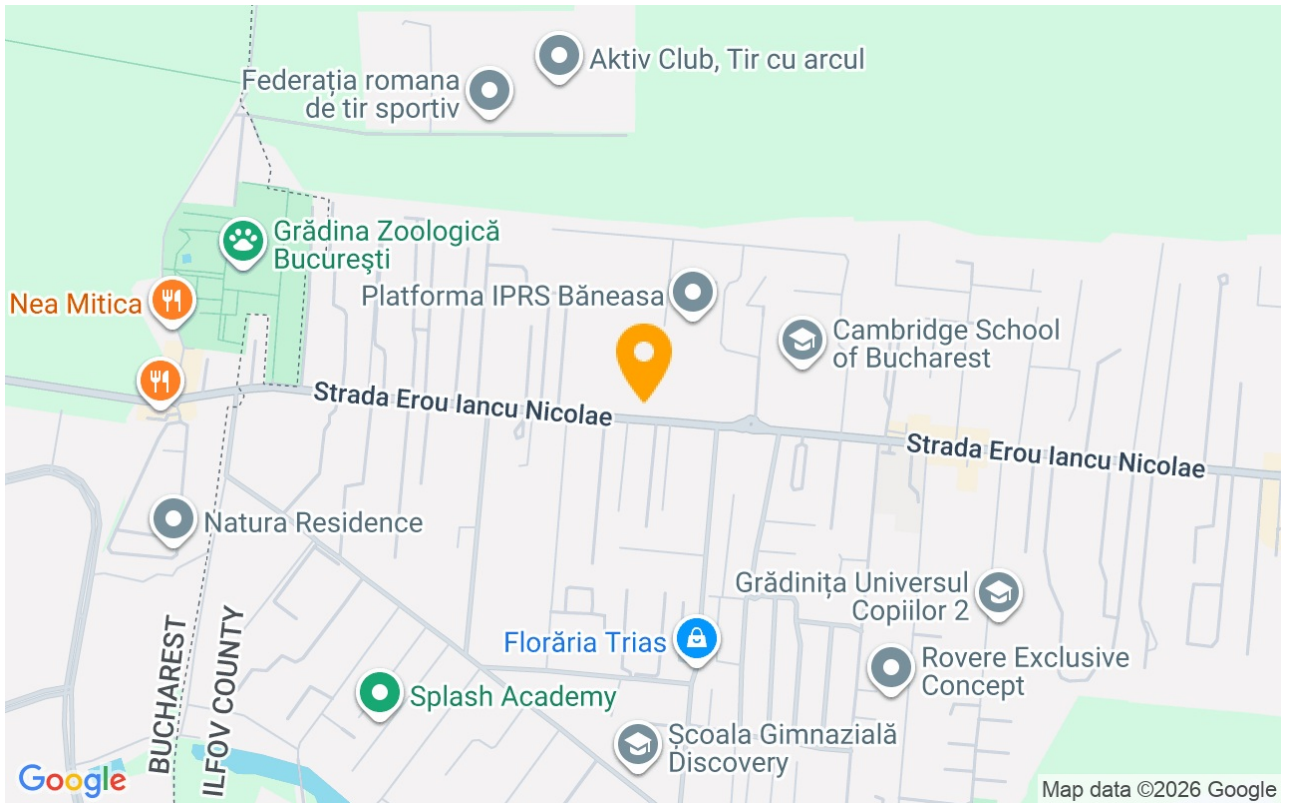 Aktiv Club, Tir cu arcul
Federația romana
de tir sportiv
Grădina Zoologică
București
Nea Mitica
Platforma IPRS Băneasa
Cambridge School
of Bucharest
Strada Erou Iancu Nicolae
Strada Erou Iancu Nicolae
Natura Residence
Grădinița Universul
Copiilor 2
Florăria Trias
Rovere Exclusive
Concept
Splash Academy
BUCHAREST
ILFOV COUNTY
Școala Gimnazială
Discovery
Google
Map data ©2026 Google